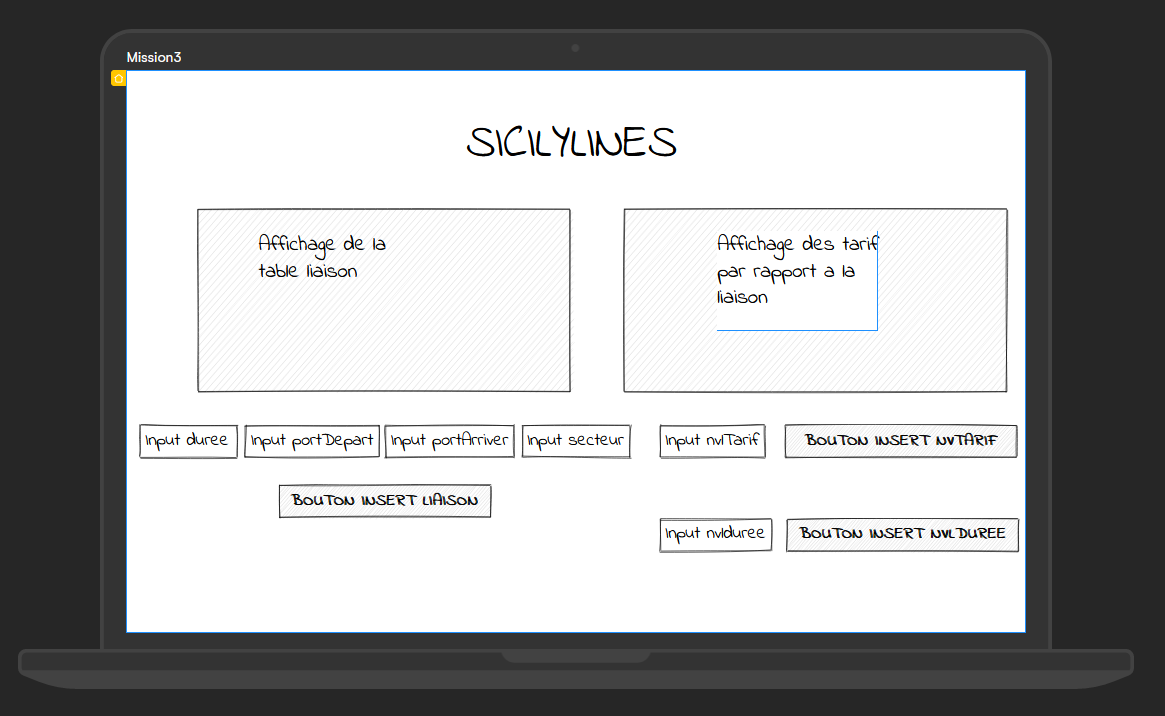 Mission3
SICILYLINES
Affichage de la
table liaison
Affichage des tarif
par rapport a la
liaison
Input duree
Input portDepart
Input portArriver
Input secteur
Input nvlTarif
BOUTON INSERT NVTARIF
BOUTON INSERT LIAISON
Input nvlduree
BOUTON INSERT NVLDUREE